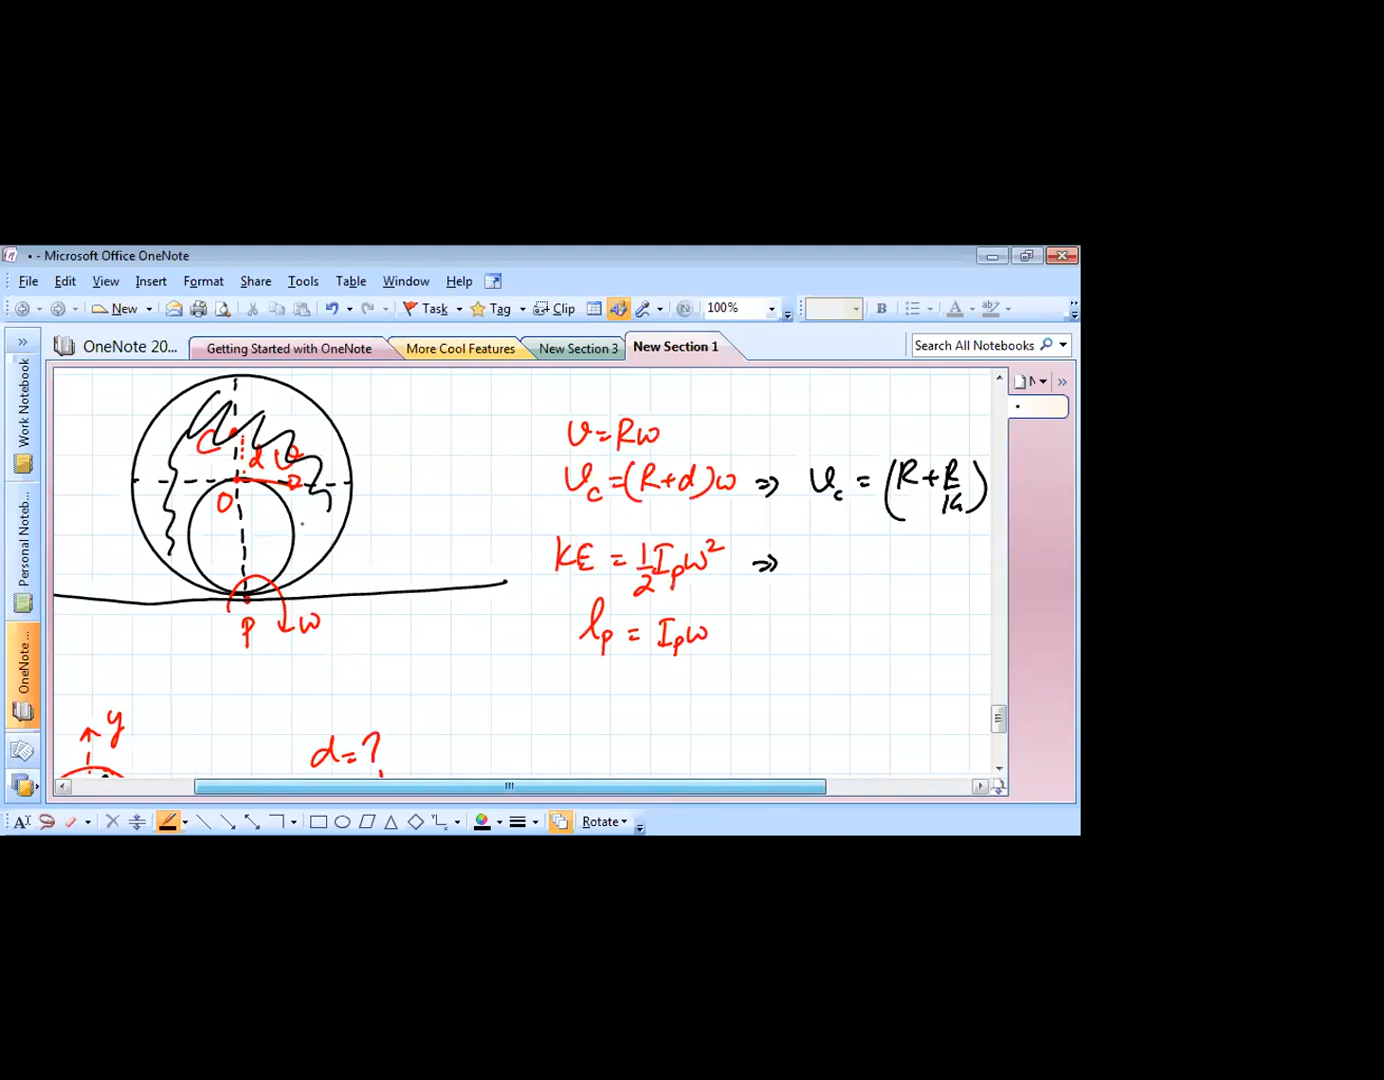 • - Microsoft Office OneNote
File Edit View Insert Format Share Tools Table Window Help
New Task Tag Clip 100% B A ab
OneNote 20... Getting Started with OneNote More Cool Features New Section 3 New Section 1 Search All Notebooks
Work Notebook
Personal Noteb...
OneNote...
C
d
v
O
P
ω
v = Rω
v_c = (R+d)ω ⇒ v_c = (R + R/
KE = 1/2 I_p ω² ⇒
l_p = I_p ω
y
d = ?
A Rotate